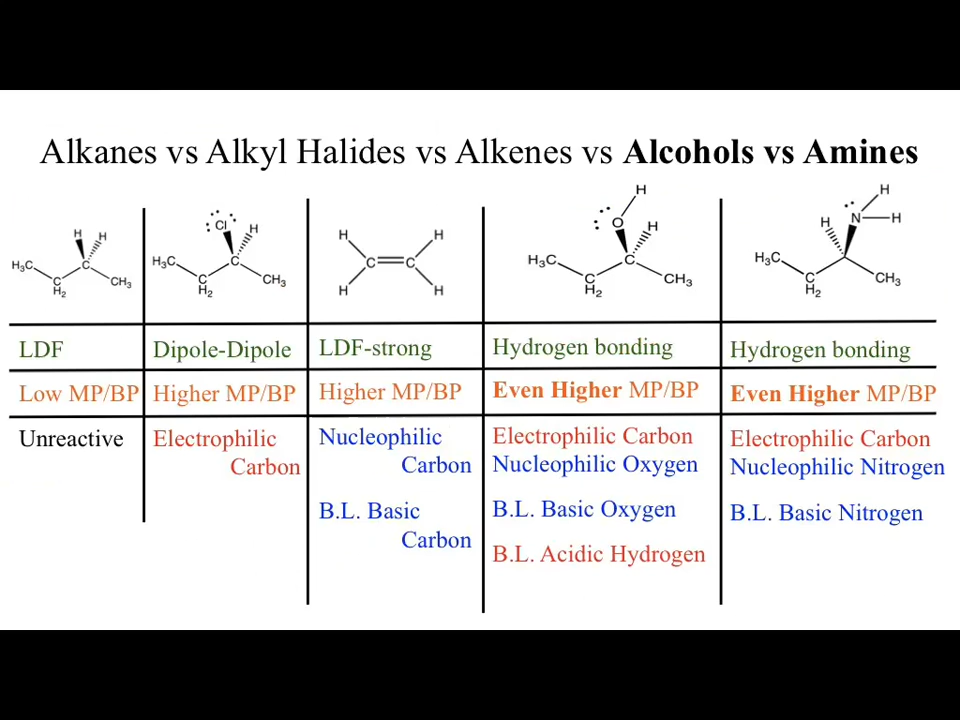 Alkanes vs Alkyl Halides vs Alkenes vs Alcohols vs Amines
H H
H₃C C CH₃
C
H₂
Cl H
H₃C C CH₃
C
H₂
H H
C C
H H
H
O H
H₃C C CH₃
C
H₂
H
H N H
H₃C CH₃
C
H₂
LDF
Dipole-Dipole
LDF-strong
Hydrogen bonding
Hydrogen bonding
Low MP/BP
Higher MP/BP
Higher MP/BP
Even Higher MP/BP
Even Higher MP/BP
Unreactive
Electrophilic
Carbon
Nucleophilic
Carbon
B.L. Basic
Carbon
Electrophilic Carbon
Nucleophilic Oxygen
B.L. Basic Oxygen
B.L. Acidic Hydrogen
Electrophilic Carbon
Nucleophilic Nitrogen
B.L. Basic Nitrogen